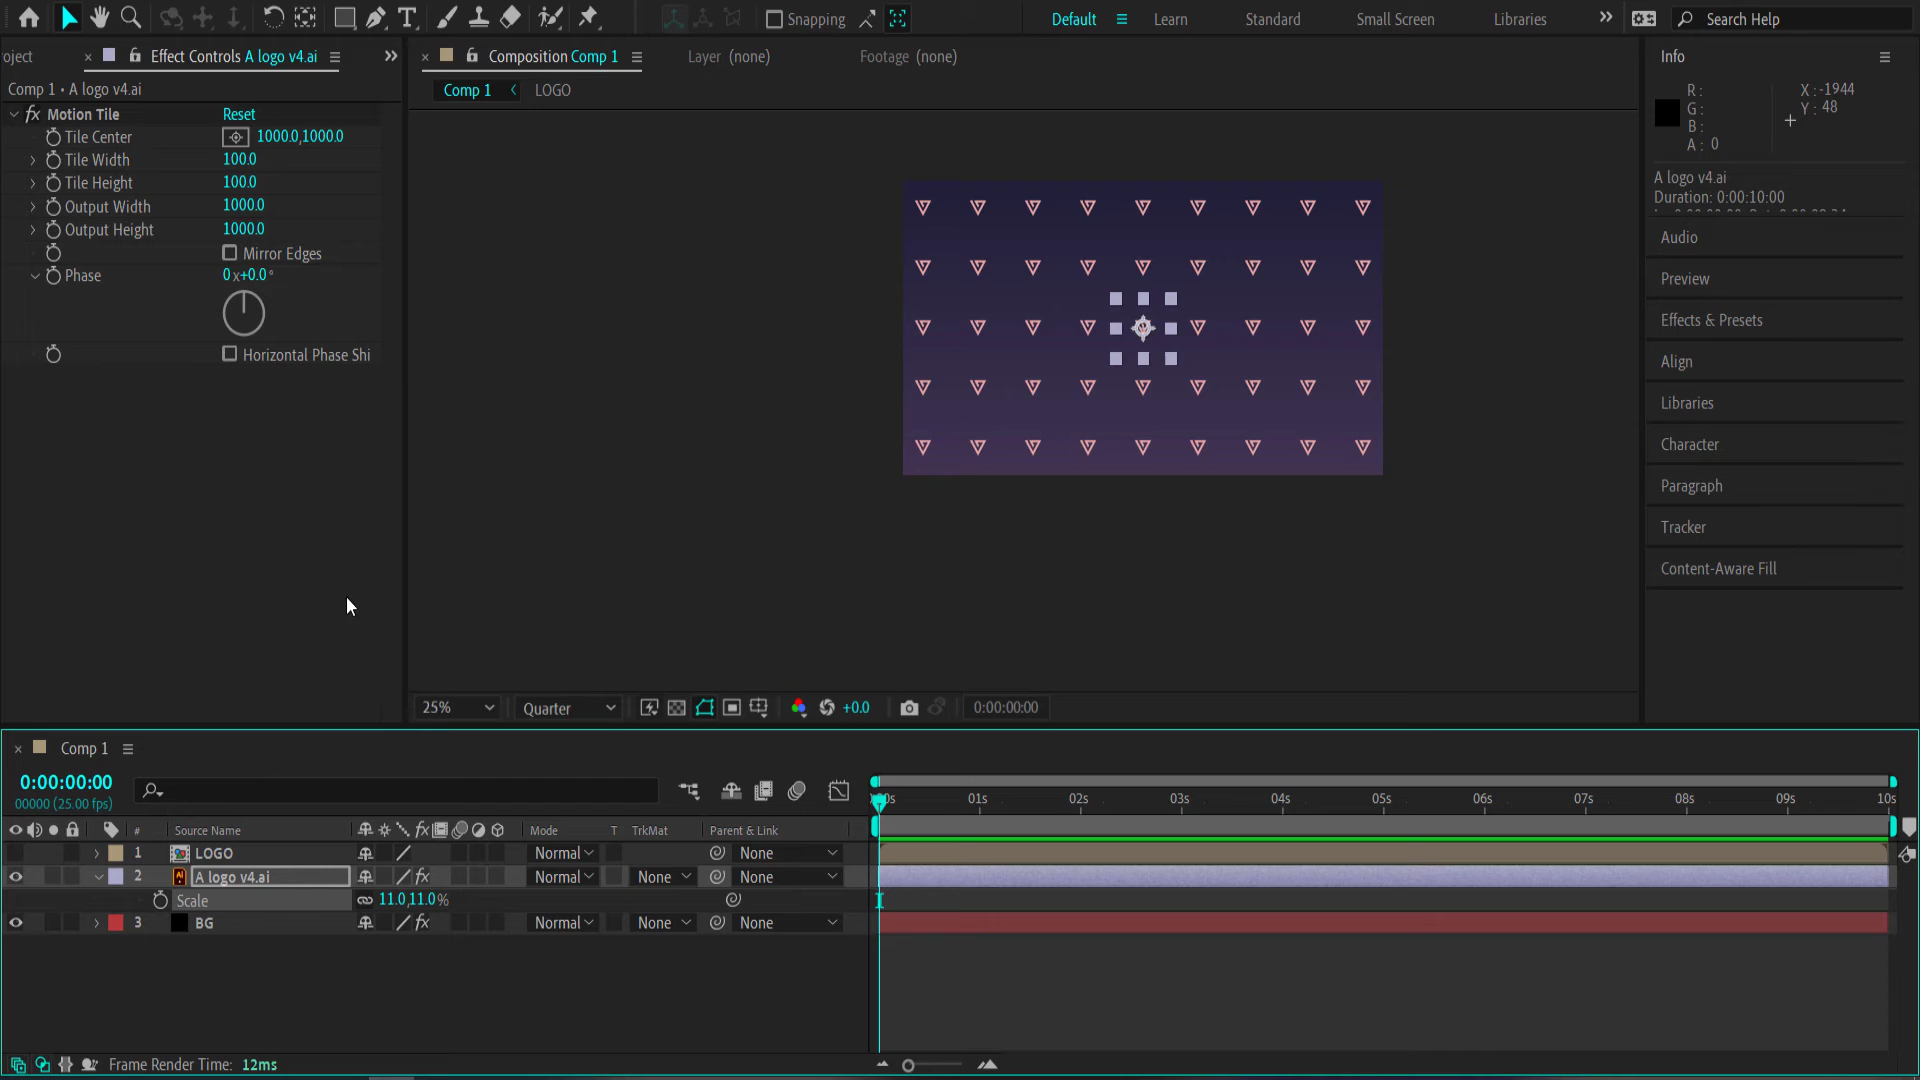 Snapping
Default
Learn
Standard
Small Screen
Libraries
Search Help
oject
Effect Controls A logo v4.ai
Composition Comp 1
Layer (none)
Footage (none)
Info
Comp 1 • A logo v4.ai
Comp 1
LOGO
R :
G :
B :
A : 0
X : -1944
Y : 48
fx Motion Tile
Reset
Tile Center
1000.0,1000.0
Tile Width
100.0
Tile Height
100.0
Output Width
1000.0
Output Height
1000.0
Mirror Edges
Phase
0 x+0.0 °
Horizontal Phase Shi
A logo v4.ai
Duration: 0:00:10:00
Audio
Preview
Effects & Presets
Align
Libraries
Character
Paragraph
Tracker
Content-Aware Fill
25%
Quarter
+0.0
0:00:00:00
Comp 1
0:00:00:00
00000 (25.00 fps)
01s
02s
03s
04s
05s
06s
07s
08s
09s
10s
#
Source Name
fx
Mode
T
TrkMat
Parent & Link
1
LOGO
Normal
None
2
Ai
A logo v4.ai
fx
Normal
None
None
Scale
11.0,11.0 %
3
BG
fx
Normal
None
None
Frame Render Time: 12ms